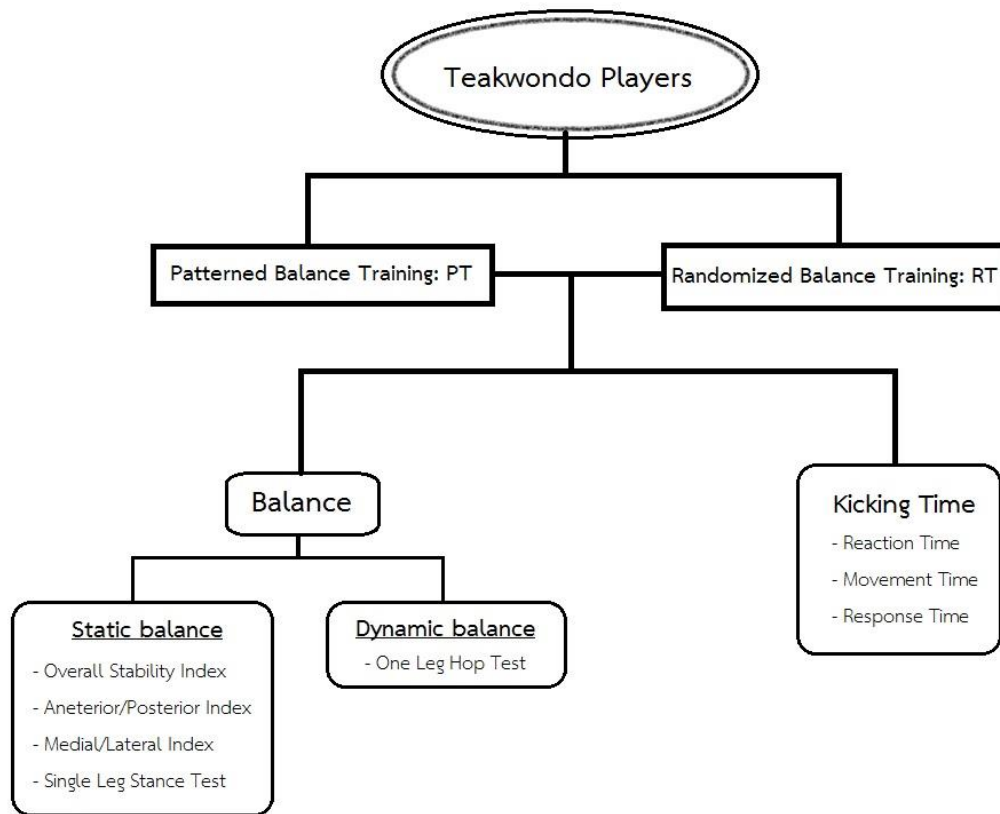 Teakwondo Players
Patterned Balance Training: PT
Randomized Balance Training: RT
Balance
Kicking Time
- Reaction Time
- Movement Time
- Response Time
Static balance
- Overall Stability Index
- Aneterior/Posterior Index
- Medial/Lateral Index
- Single Leg Stance Test
Dynamic balance
- One Leg Hop Test